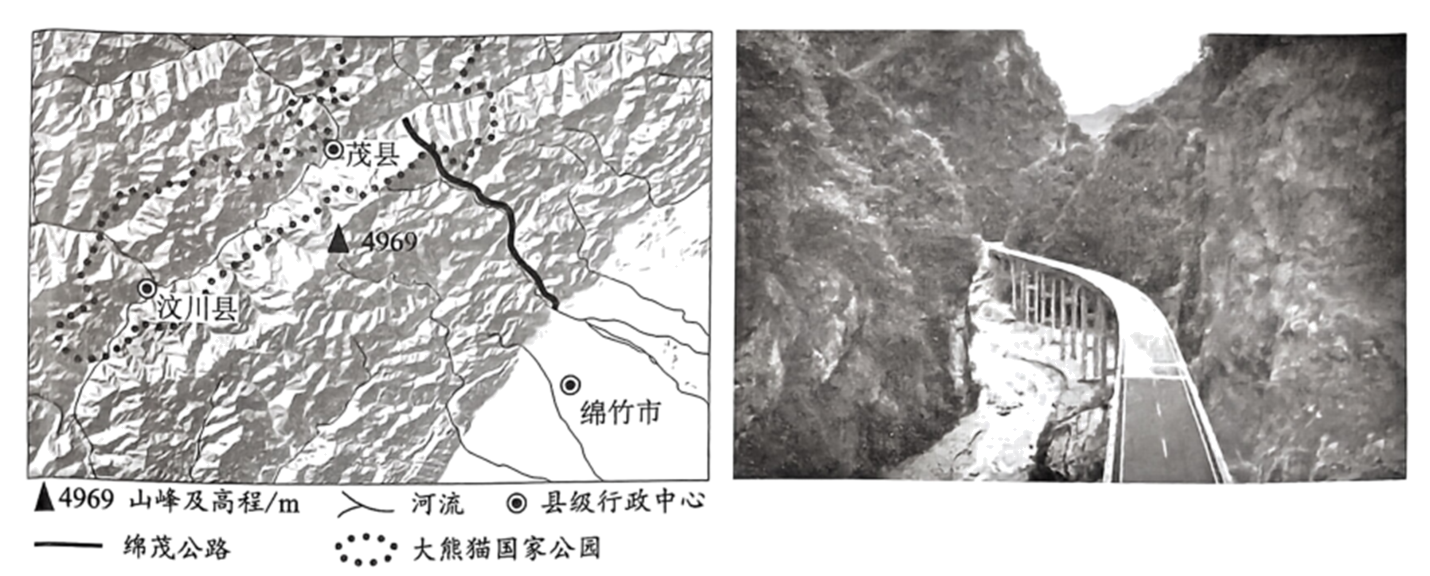 茂县
4969
汶川县
绵竹市
▲4969 山峰及高程/m 河流 县级行政中心
绵茂公路 大熊猫国家公园